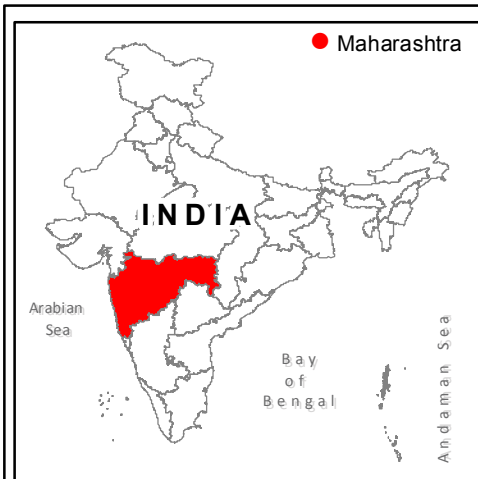 Maharashtra
INDIA
Arabian
Sea
Bay
of
Bengal
Andaman Sea